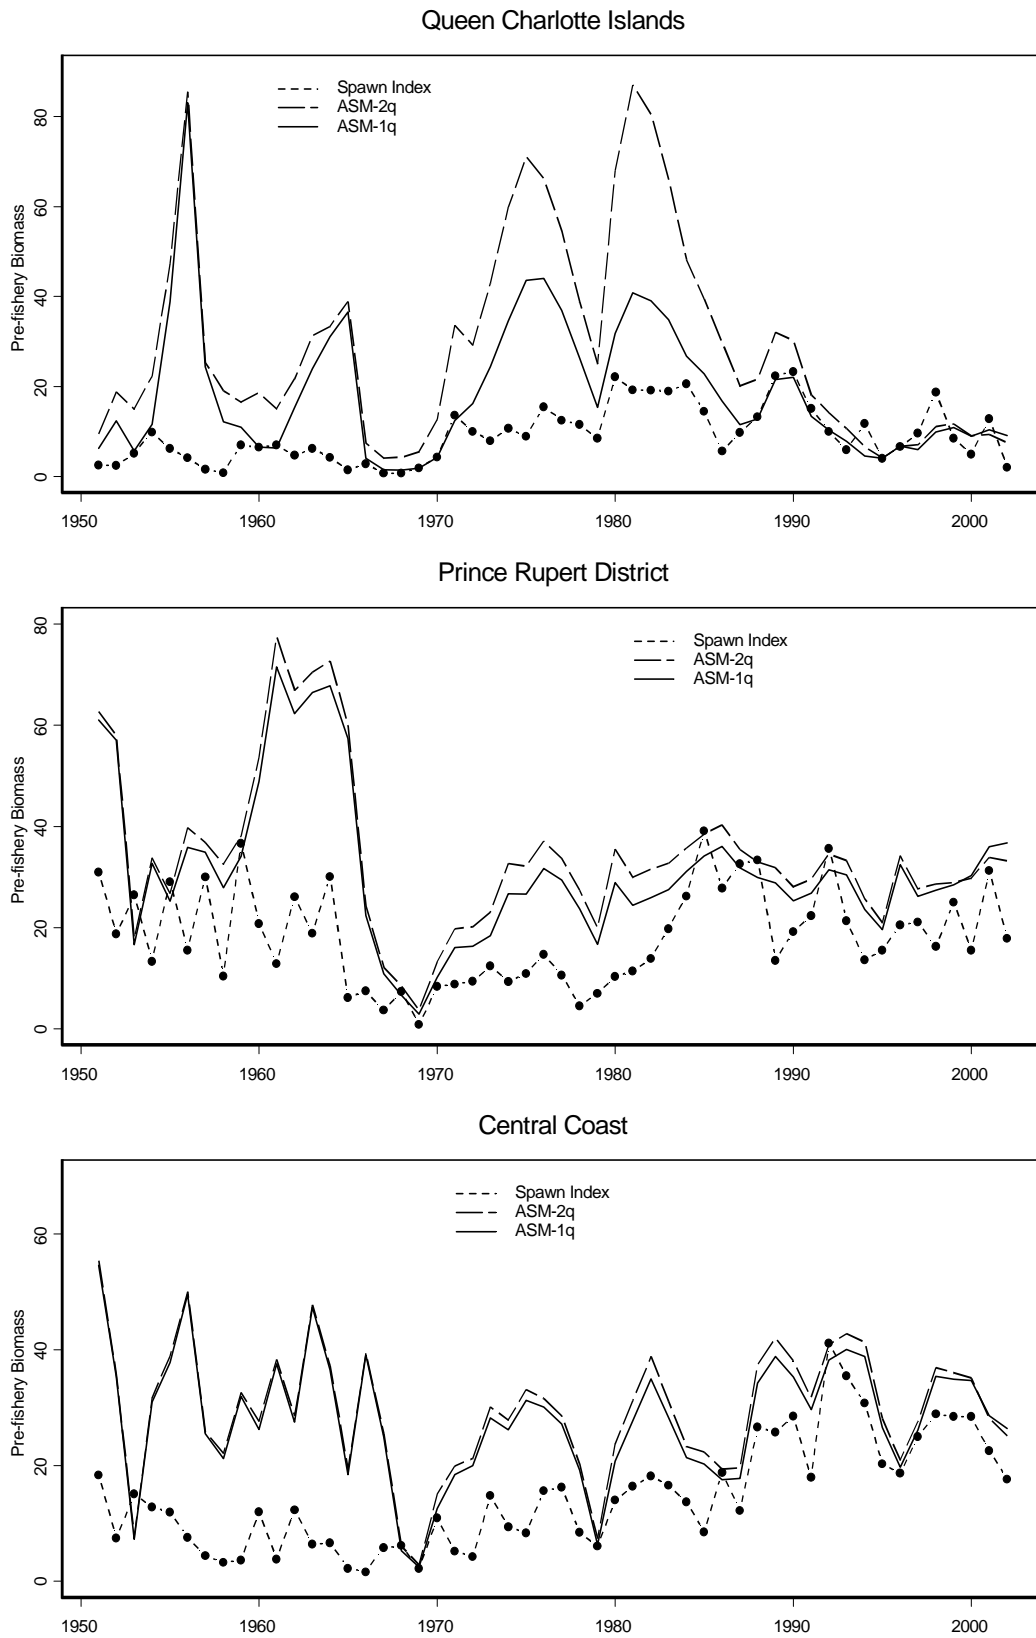 Queen Charlotte Islands
Spawn Index
ASM-2q
ASM-1q
Pre-fishery Biomass
80
60
40
20
0
1950 1960 1970 1980 1990 2000
Prince Rupert District
Spawn Index
ASM-2q
ASM-1q
Pre-fishery Biomass
80
60
40
20
0
1950 1960 1970 1980 1990 2000
Central Coast
Spawn Index
ASM-2q
ASM-1q
Pre-fishery Biomass
60
40
20
0
1950 1960 1970 1980 1990 2000